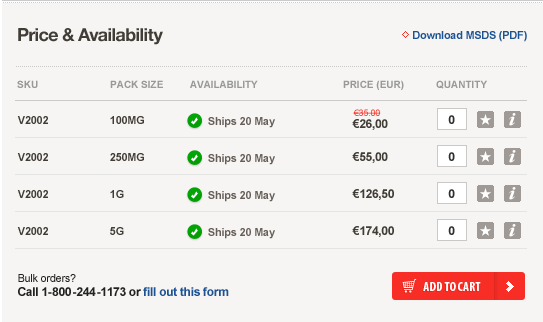 Price & Availability
Download MSDS (PDF)
SKU PACK SIZE AVAILABILITY PRICE (EUR) QUANTITY
€35.00
V2002 100MG Ships 20 May €26,00 0
V2002 250MG Ships 20 May €55,00 0
V2002 1G Ships 20 May €126,50 0
V2002 5G Ships 20 May €174,00 0
Bulk orders?
Call 1-800-244-1173 or fill out this form
ADD TO CART